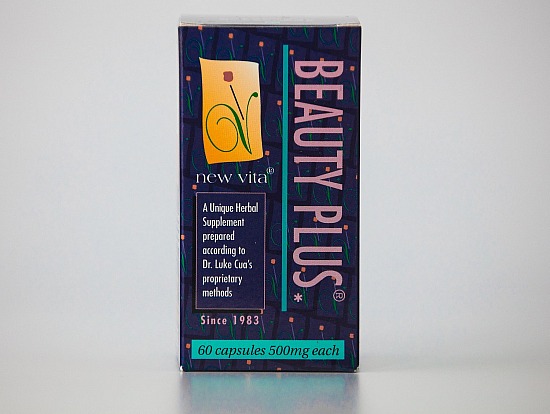 new vita®
BEAUTY PLUS®*
A Unique Herbal
Supplement
prepared
according to
Dr. Luke Cua's
proprietary
methods
Since 1983
60 capsules 500mg each